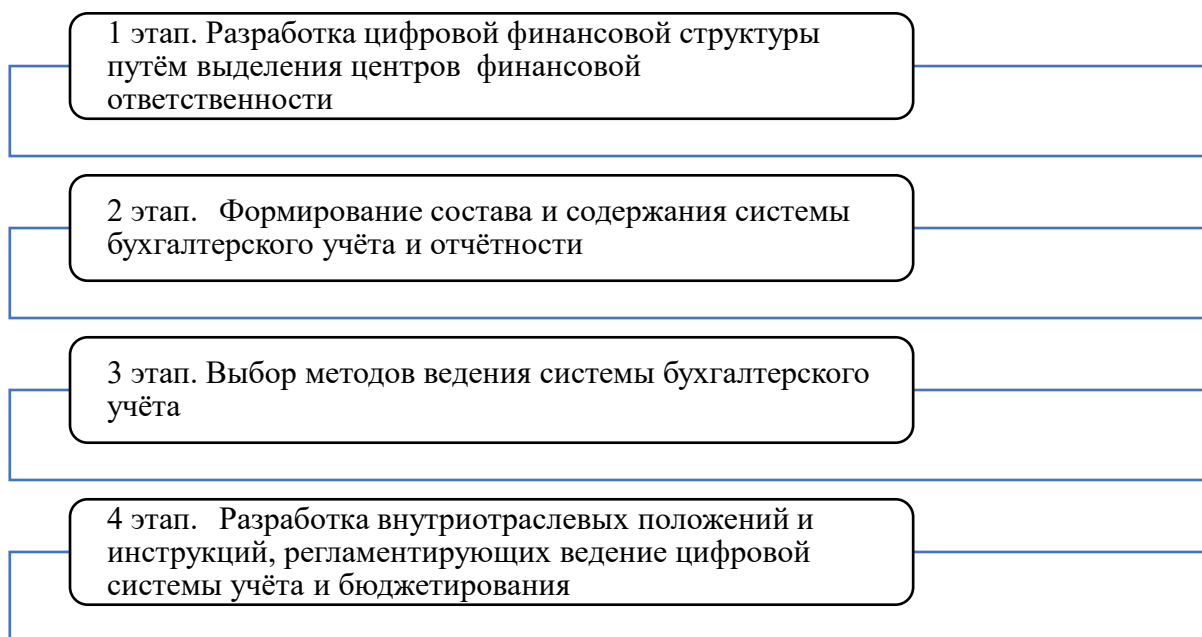 1 этап. Разработка цифровой финансовой структуры
путём выделения центров финансовой
ответственности
2 этап. Формирование состава и содержания системы
бухгалтерского учёта и отчётности
3 этап. Выбор методов ведения системы бухгалтерского
учёта
4 этап. Разработка внутриотраслевых положений и
инструкций, регламентирующих ведение цифровой
системы учёта и бюджетирования